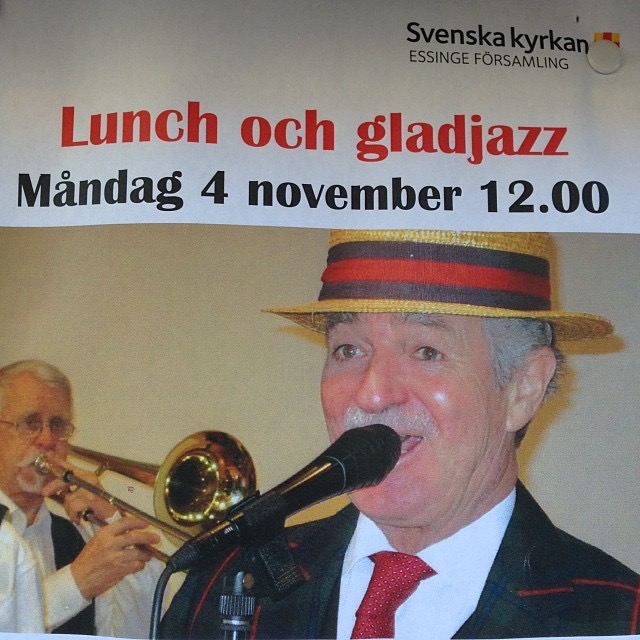 Svenska kyrkan
ESSINGE FÖRSAMLING
Lunch och gladjazz
Måndag 4 november 12.00